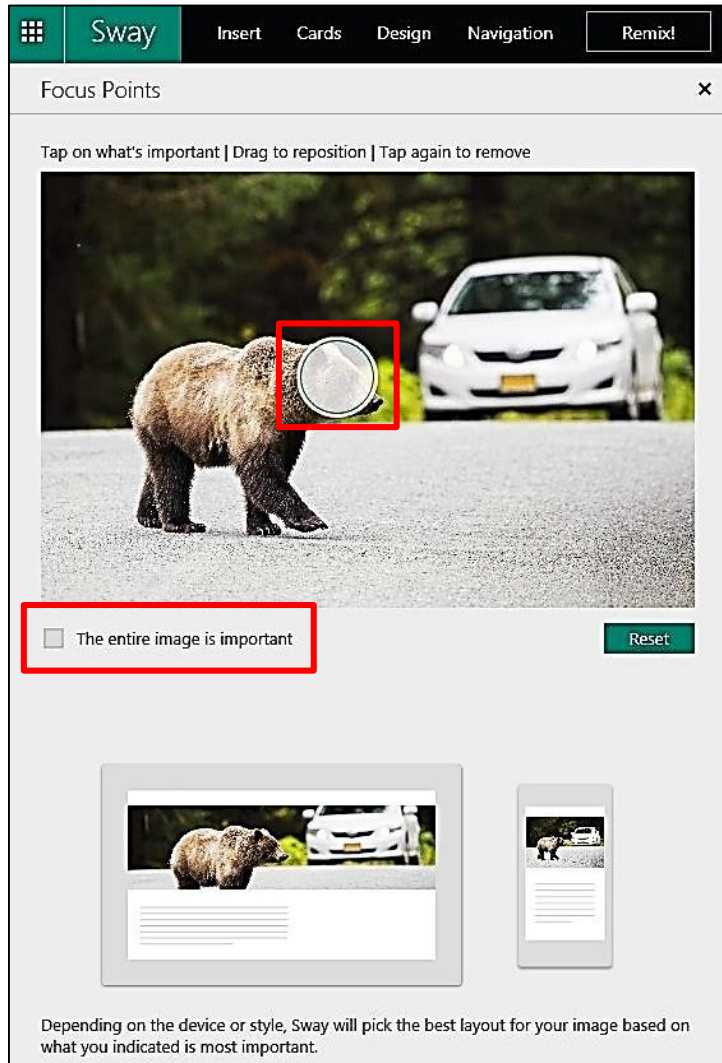 Sway Insert Cards Design Navigation Remix!
Focus Points
Tap on what's important | Drag to reposition | Tap again to remove
The entire image is important Reset
Depending on the device or style, Sway will pick the best layout for your image based on
what you indicated is most important.